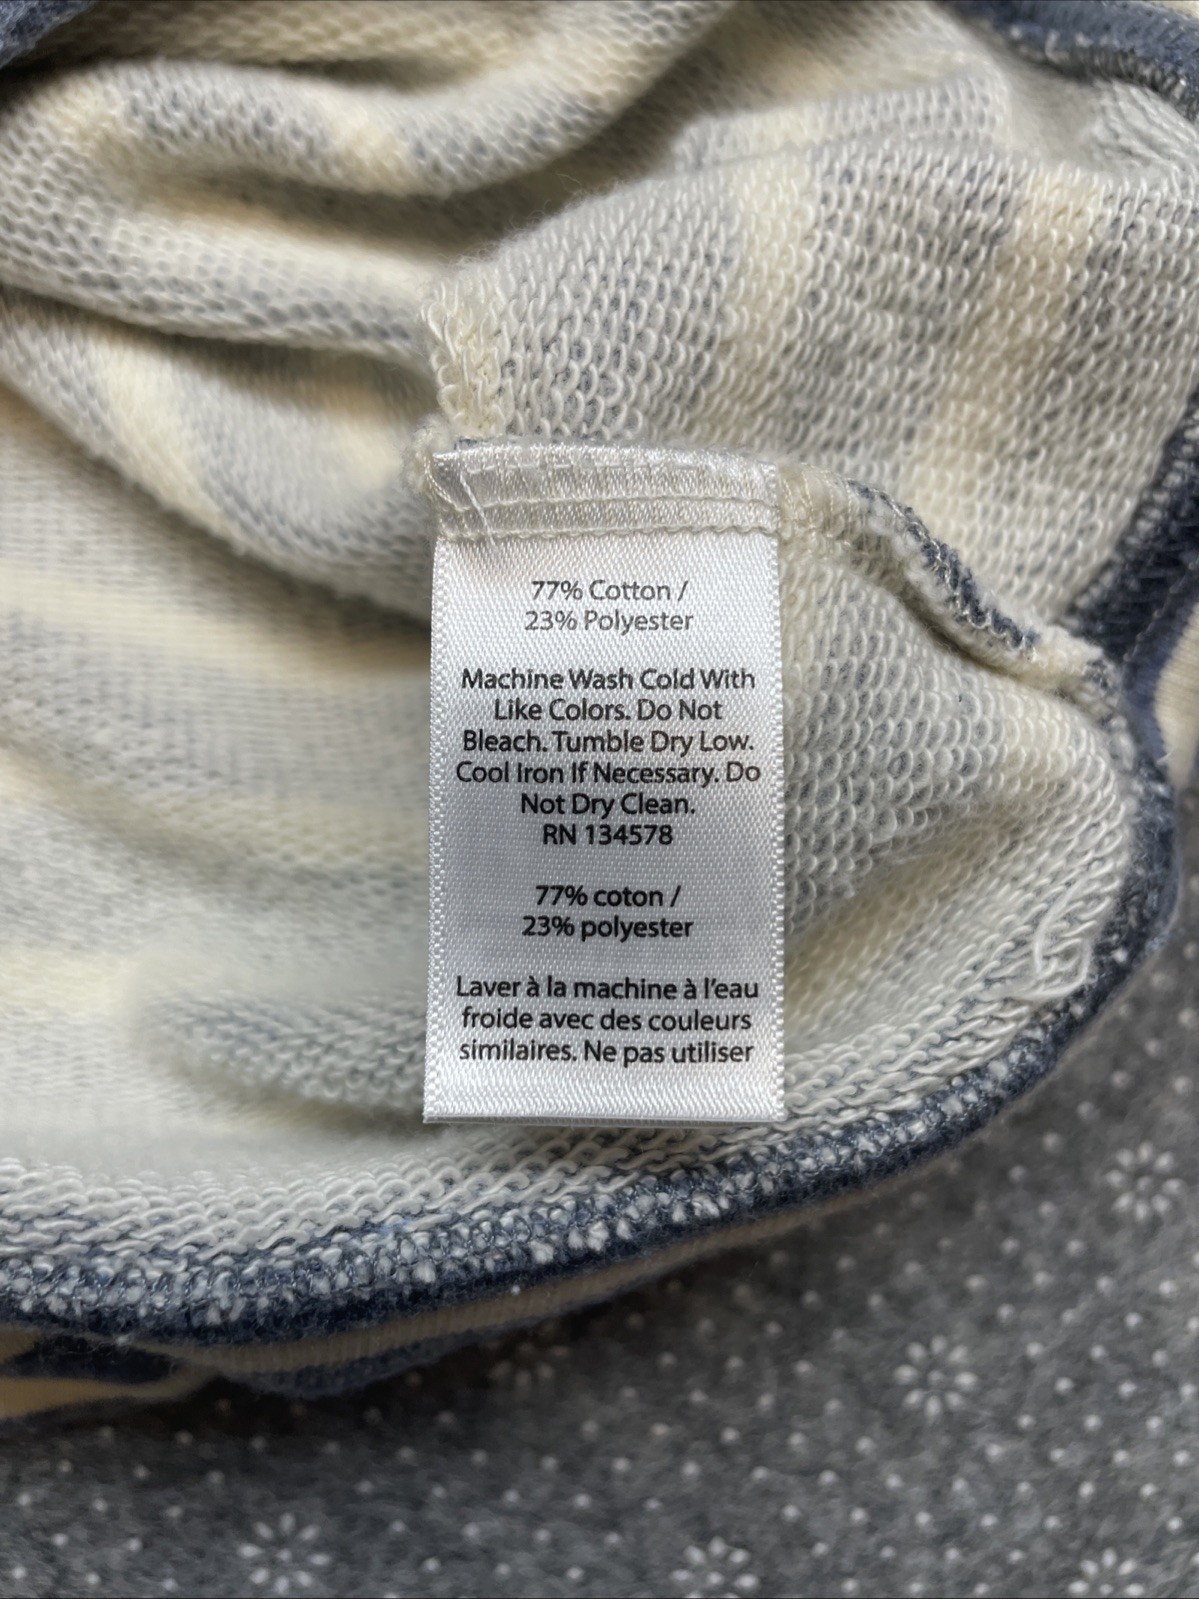 77% Cotton /
23% Polyester
Machine Wash Cold With
Like Colors. Do Not
Bleach. Tumble Dry Low.
Cool Iron If Necessary. Do
Not Dry Clean.
RN 134578
77% coton /
23% polyester
Laver à la machine à l'eau
froide avec des couleurs
similaires. Ne pas utiliser